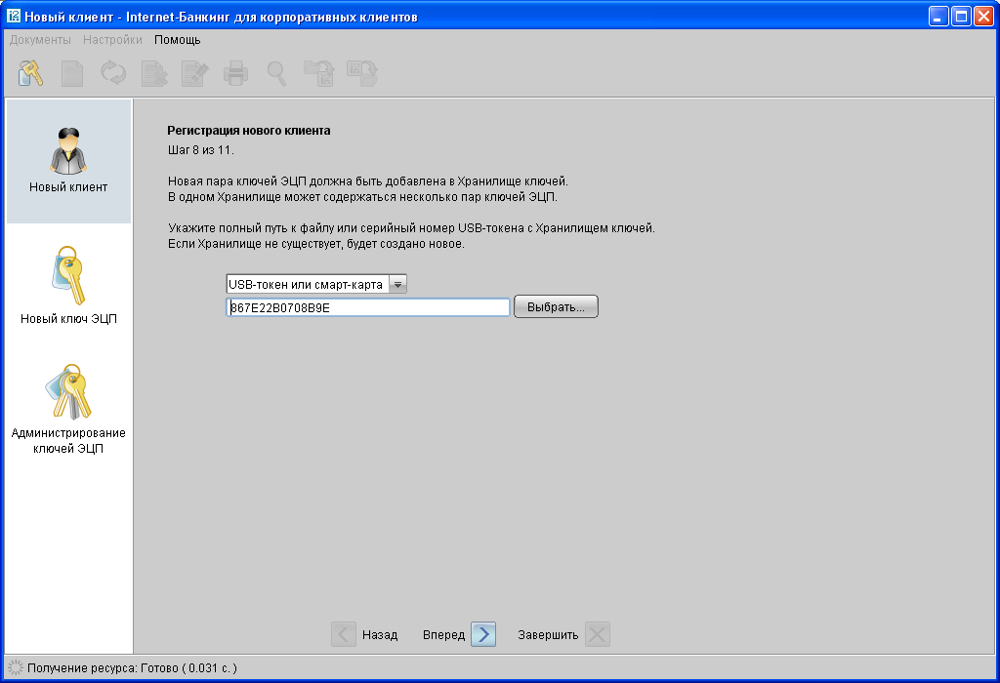 Новый клиент - Internet-Банкинг для корпоративных клиентов
Документы Настройки Помощь
Новый клиент
Новый ключ ЭЦП
Администрирование
ключей ЭЦП
Регистрация нового клиента
Шаг 8 из 11.
Новая пара ключей ЭЦП должна быть добавлена в Хранилище ключей.
В одном Хранилище может содержаться несколько пар ключей ЭЦП.
Укажите полный путь к файлу или серийный номер USB-токена с Хранилищем ключей.
Если Хранилище не существует, будет создано новое.
USB-токен или смарт-карта
867E22B0708B9E
Выбрать...
Назад Вперед Завершить
Получение ресурса: Готово ( 0.031 с. )